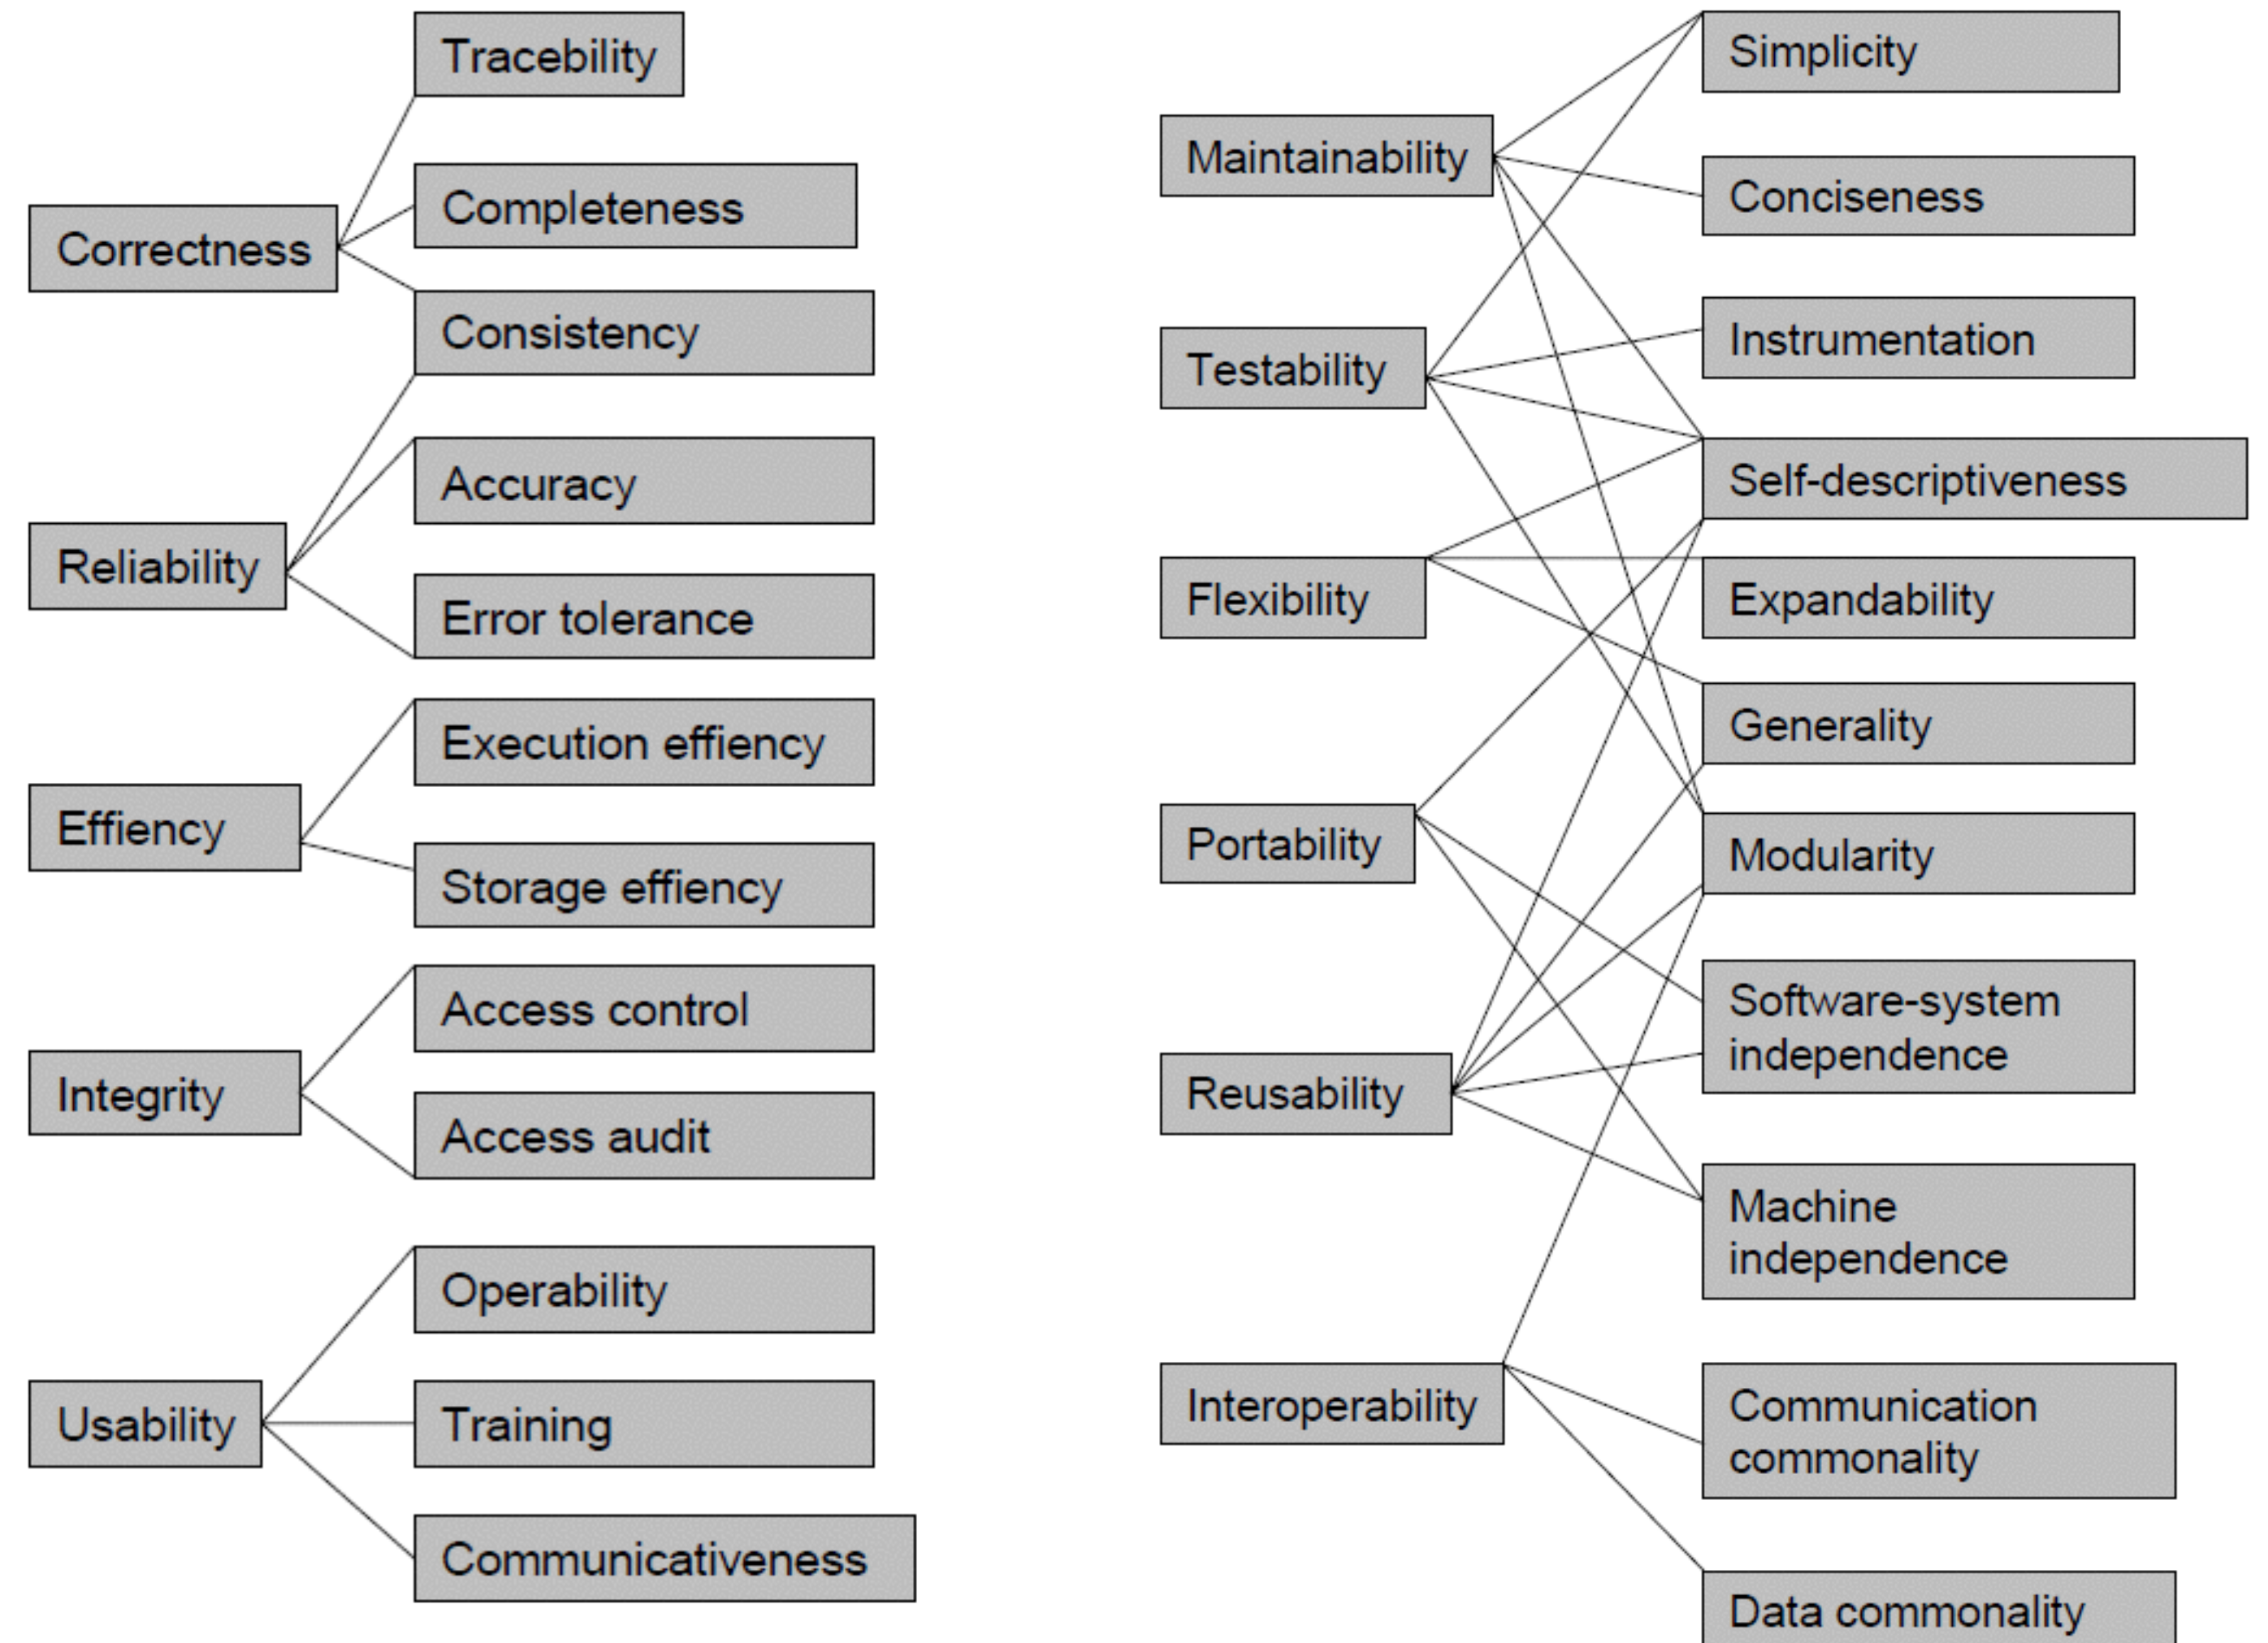 Tracebility
Completeness
Correctness
Consistency
Accuracy
Reliability
Error tolerance
Execution effiency
Effiency
Storage effiency
Access control
Integrity
Access audit
Operability
Usability
Training
Communicativeness
Simplicity
Maintainability
Conciseness
Instrumentation
Testability
Self-descriptiveness
Flexibility
Expandability
Generality
Portability
Modularity
Software-system
independence
Reusability
Machine
independence
Interoperability
Communication
commonality
Data commonality